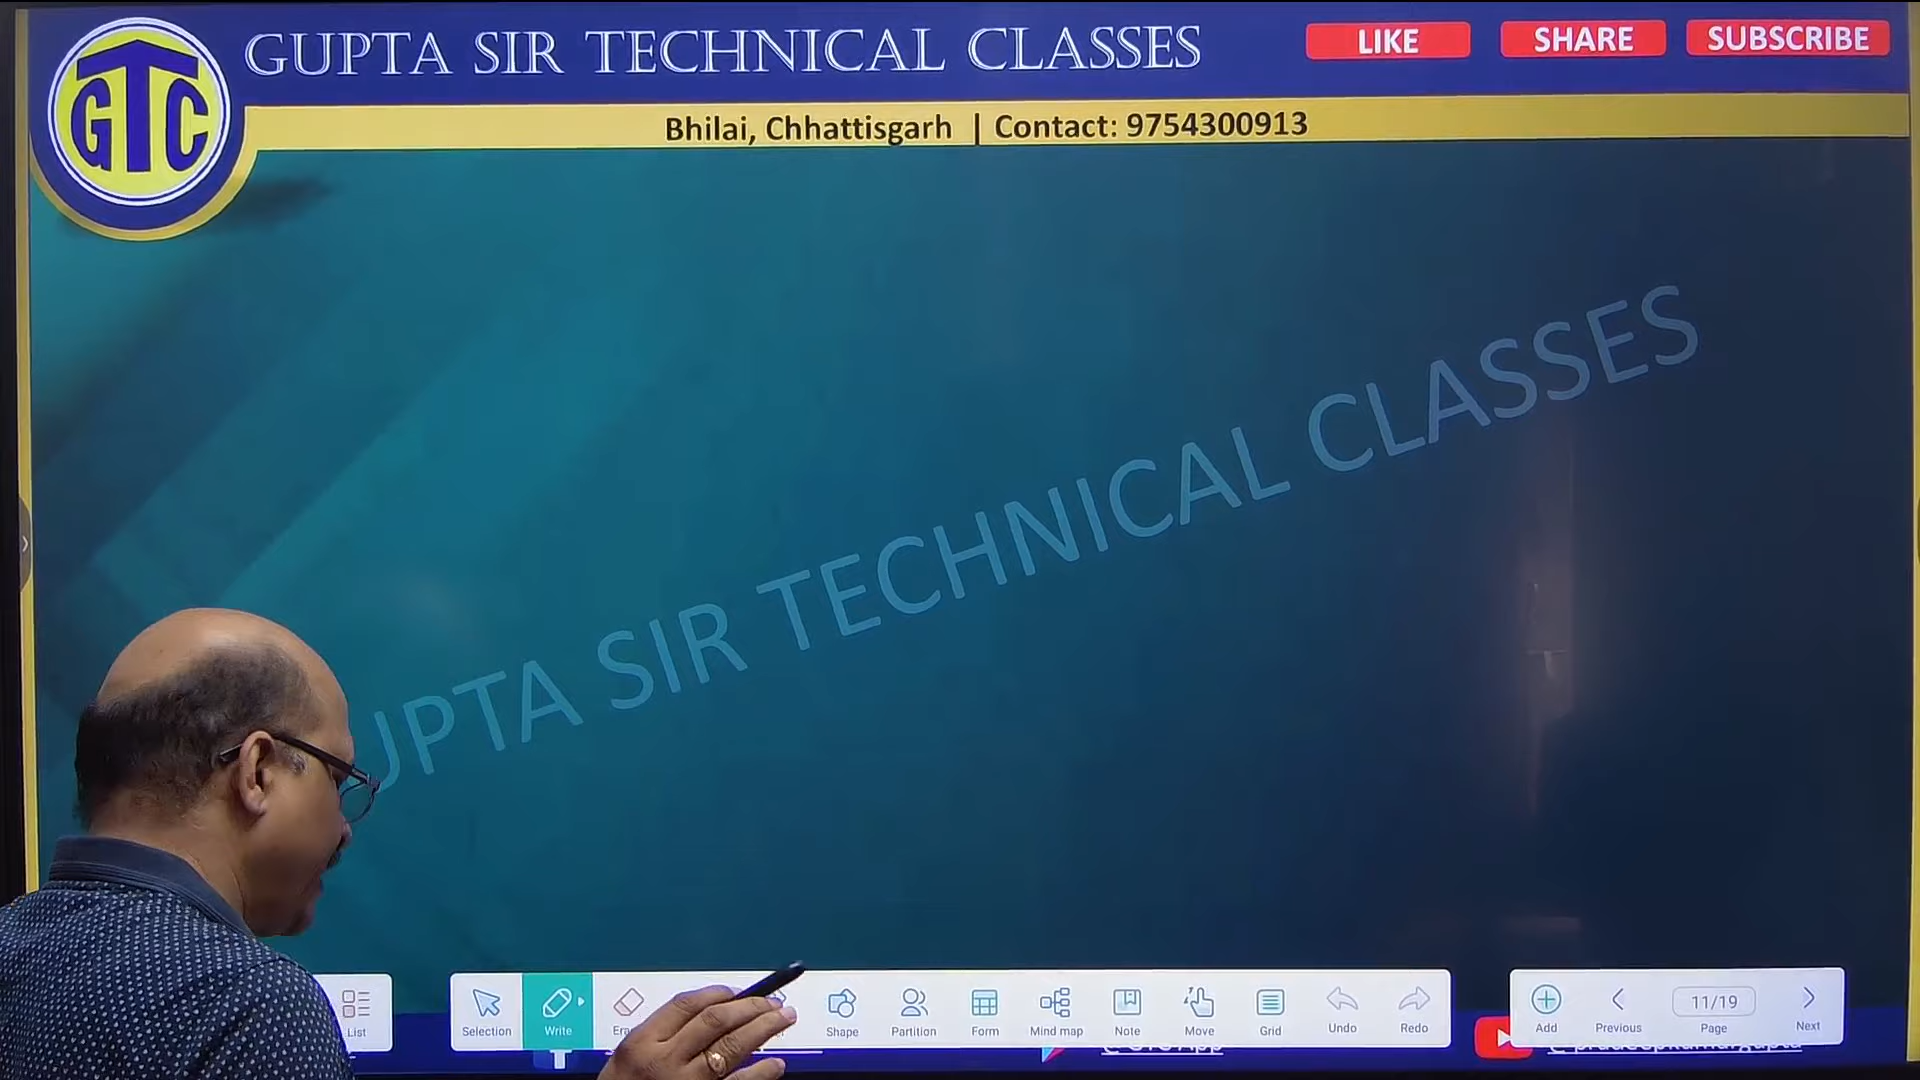 GTC
GUPTA SIR TECHNICAL CLASSES
LIKE
SHARE
SUBSCRIBE
Bhilai, Chhattisgarh | Contact: 9754300913
UPTA SIR TECHNICAL CLASSES
List
Selection
Write
Shape
Partition
Form
Mind map
Note
Move
Grid
Undo
Redo
Add
Previous
11/19
Page
Next